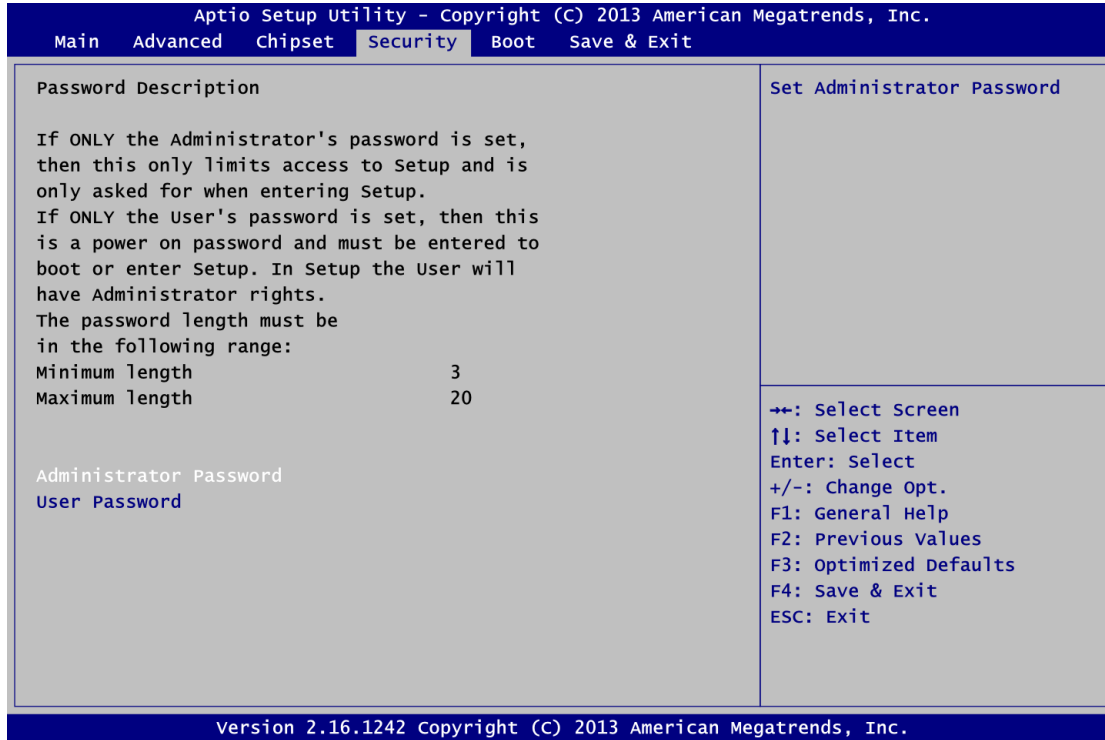 Aptio Setup Utility - Copyright (C) 2013 American Megatrends, Inc.
Main Advanced Chipset Security Boot Save & Exit
Password Description
If ONLY the Administrator's password is set,
then this only limits access to Setup and is
only asked for when entering Setup.
If ONLY the User's password is set, then this
is a power on password and must be entered to
boot or enter Setup. In Setup the User will
have Administrator rights.
The password length must be
in the following range:
Minimum length 3
Maximum length 20
Administrator Password
User Password
Set Administrator Password
→←: Select Screen
↑↓: Select Item
Enter: Select
+/-: Change Opt.
F1: General Help
F2: Previous Values
F3: Optimized Defaults
F4: Save & Exit
ESC: Exit
Version 2.16.1242 Copyright (C) 2013 American Megatrends, Inc.